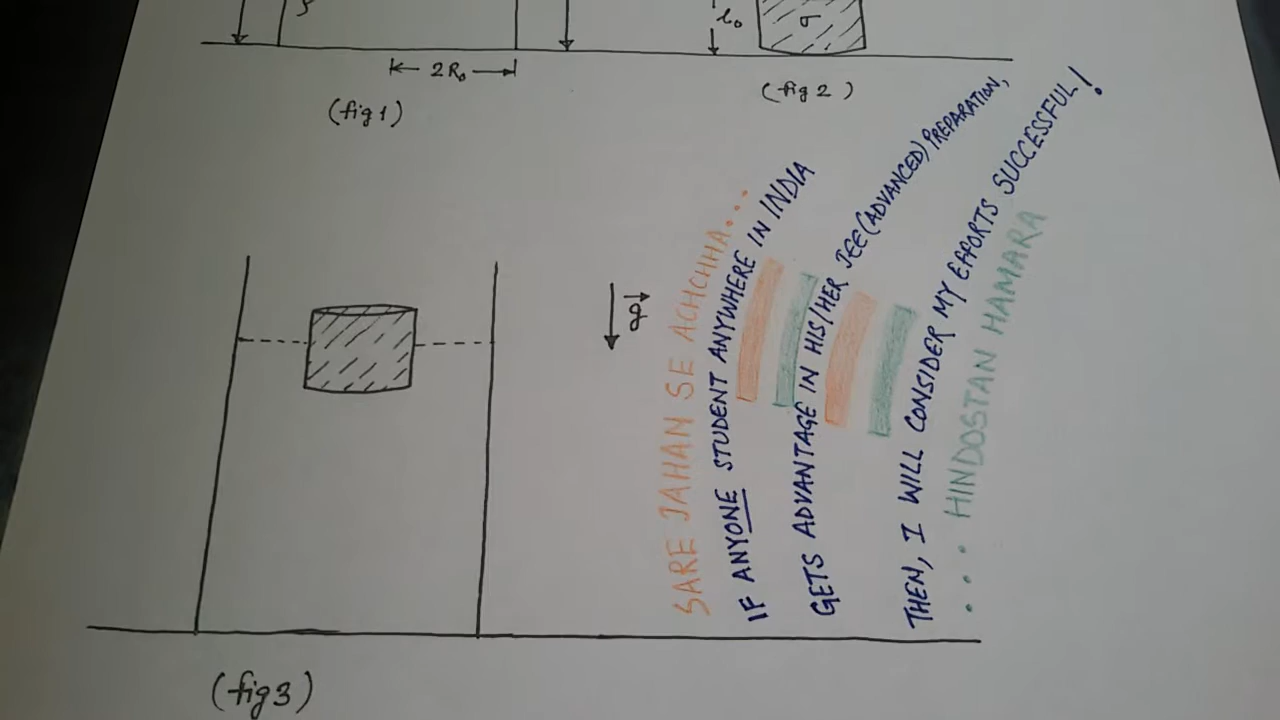 ρ
l₀
σ
2R₀
(fig 1)
(fig 2)
g
SARE JAHAN SE ACHCHHA...
IF ANYONE STUDENT ANYWHERE IN INDIA
GETS ADVANTAGE IN HIS/HER JEE(ADVANCED) PREPARATION,
THEN, I WILL CONSIDER MY EFFORTS SUCCESSFUL!
... HINDOSTAN HAMARA
(fig 3)